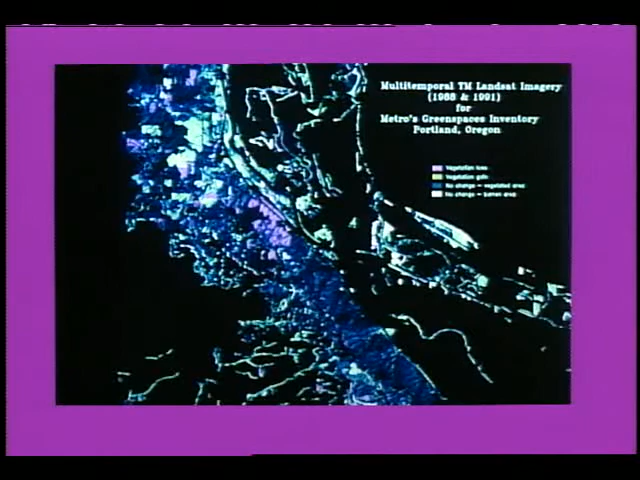 Multitemporal TM Landsat Imagery
(1988 & 1991)
for
Metro's Greenspaces Inventory
Portland, Oregon
Vegetation loss
Vegetation gain
No change - vegetated area
No change - barren area